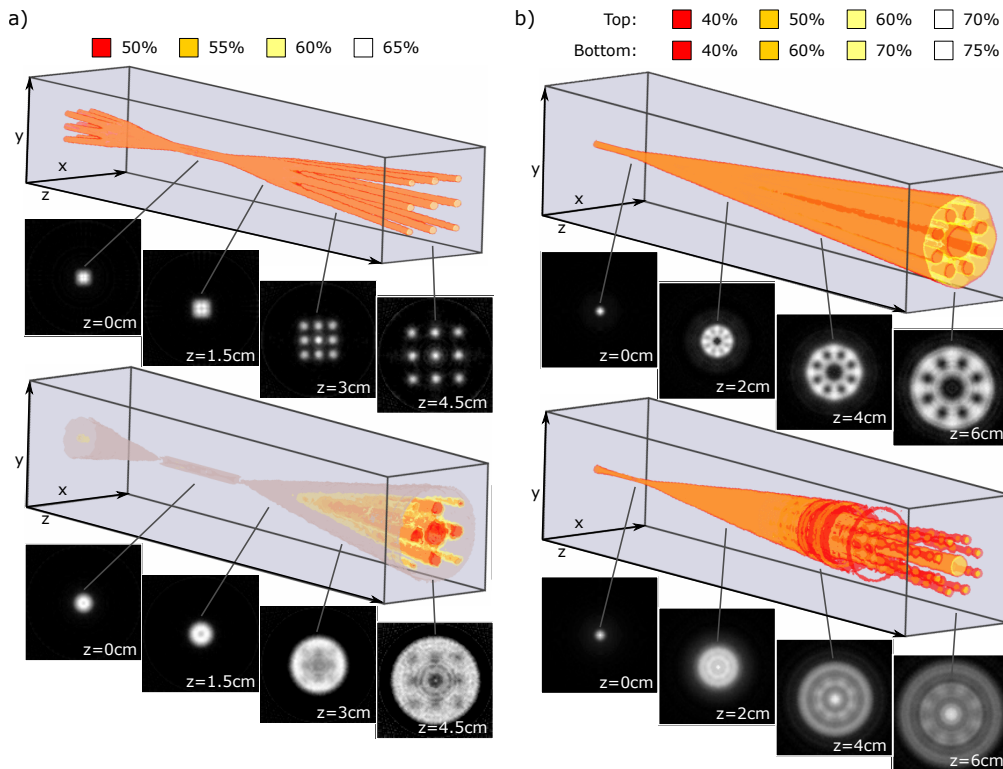 a)
50% 55% 60% 65%
y
x
z
z=0cm
z=1.5cm
z=3cm
z=4.5cm
y
x
z
z=0cm
z=1.5cm
z=3cm
z=4.5cm
b)
Top: 40% 50% 60% 70%
Bottom: 40% 60% 70% 75%
y
x
z
z=0cm
z=2cm
z=4cm
z=6cm
y
x
z
z=0cm
z=2cm
z=4cm
z=6cm